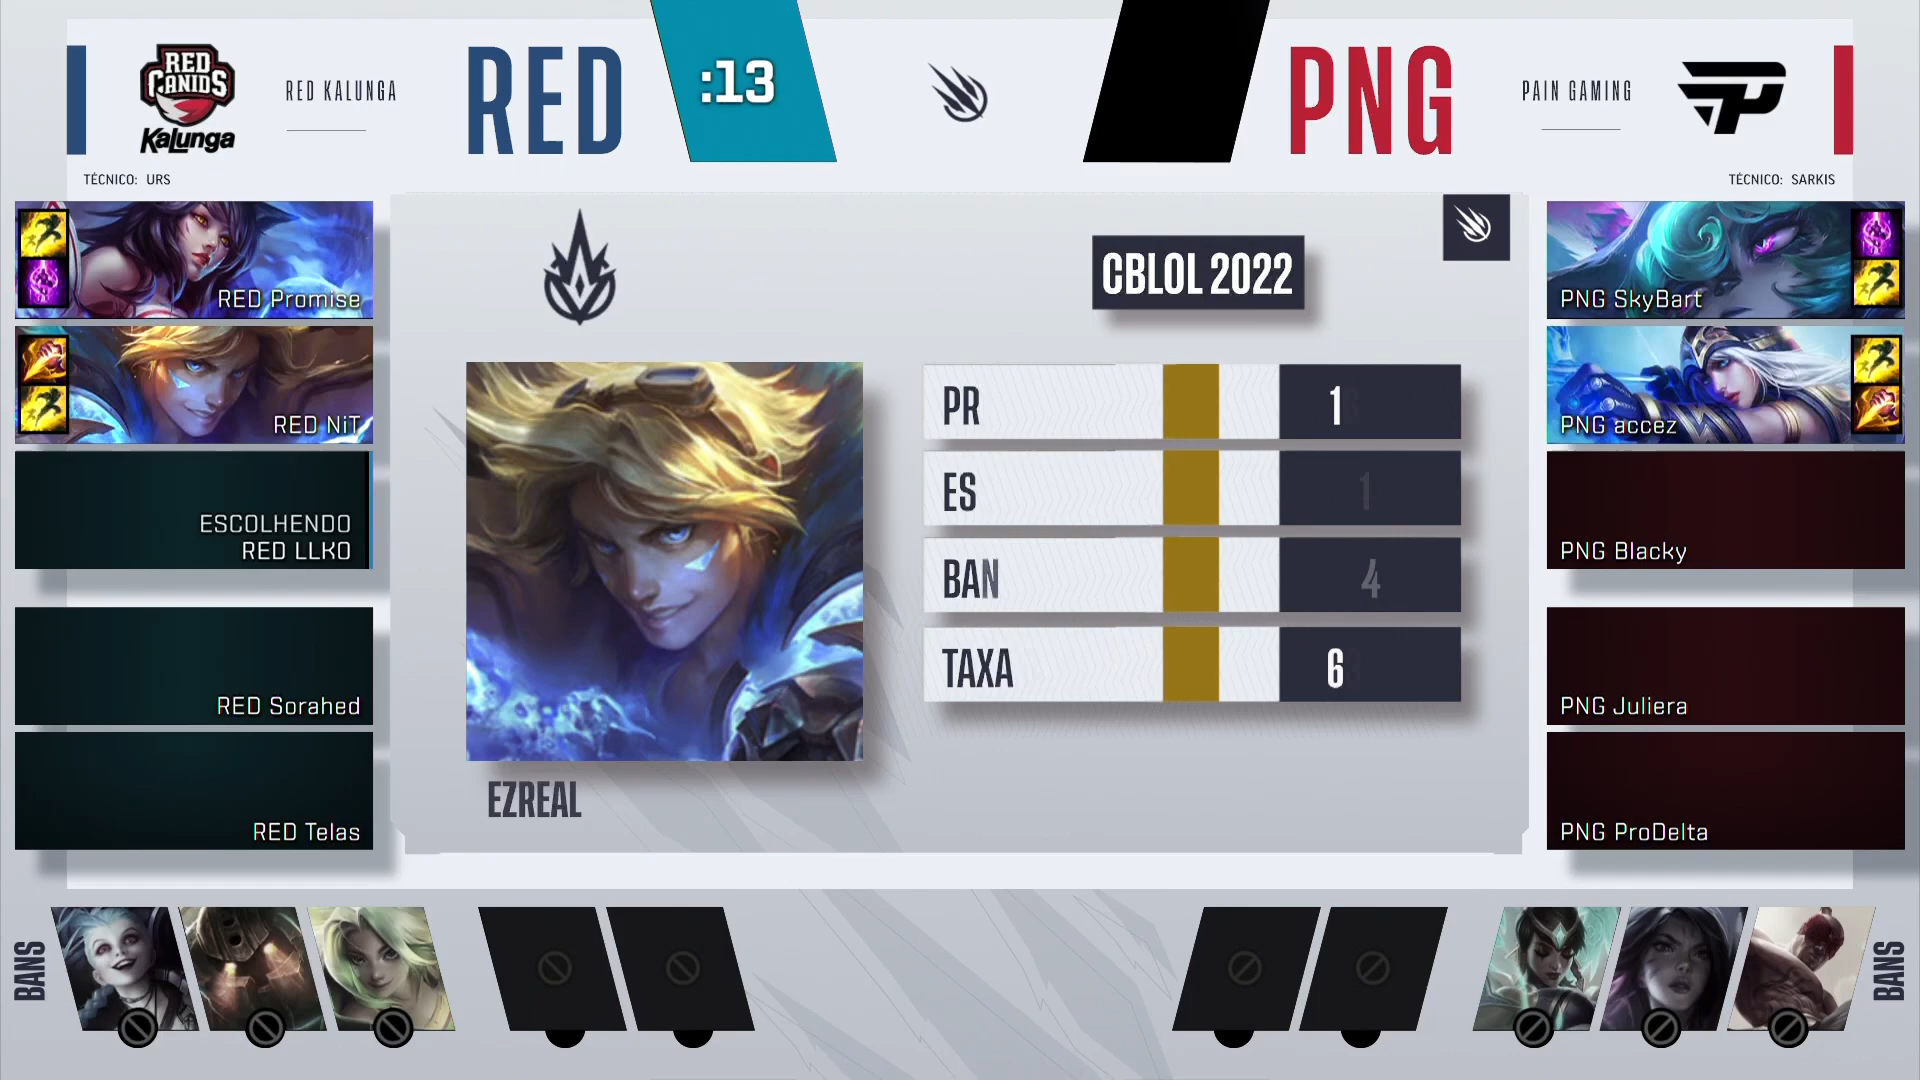 RED CANIDS
Kalunga
RED KALUNGA
RED
:13
PNG
PAIN GAMING
TÉCNICO: URS
TÉCNICO: SARKIS
RED Promise
RED NiT
ESCOLHENDO
RED LLKO
RED Sorahed
RED Telas
CBLOL 2022
PR
1
ES
1
BAN
4
TAXA
6
EZREAL
PNG SkyBart
PNG accez
PNG Blacky
PNG Juliera
PNG ProDelta
BANS
BANS